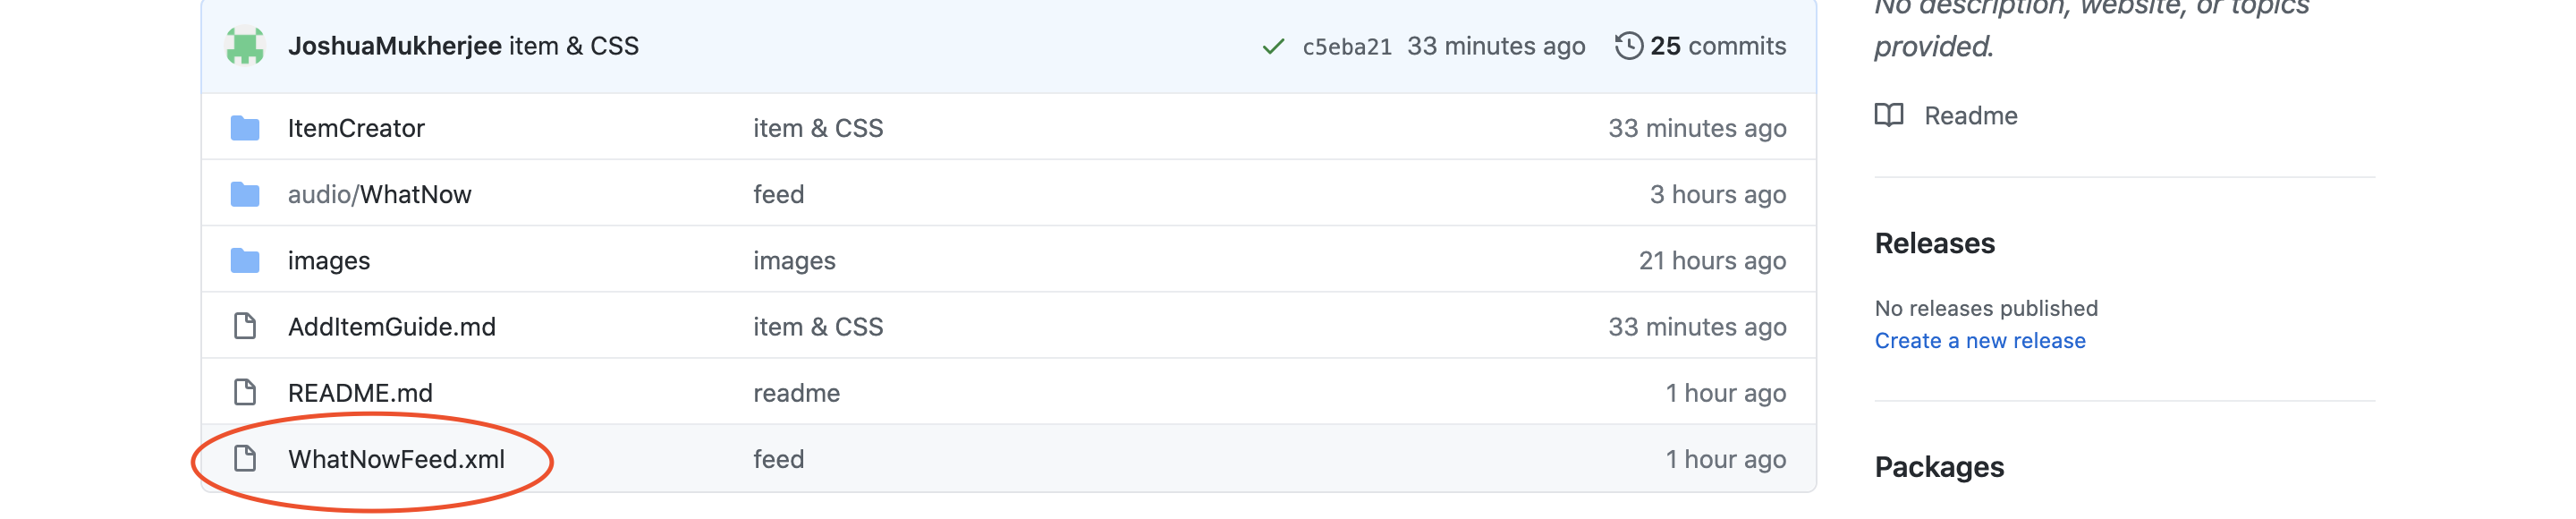 No description, website, or topics
provided.
JoshuaMukherjee item & CSS c5eba21 33 minutes ago 25 commits
ItemCreator item & CSS 33 minutes ago
audio/WhatNow feed 3 hours ago
images images 21 hours ago
AddItemGuide.md item & CSS 33 minutes ago
README.md readme 1 hour ago
WhatNowFeed.xml feed 1 hour ago
Readme
Releases
No releases published
Create a new release
Packages